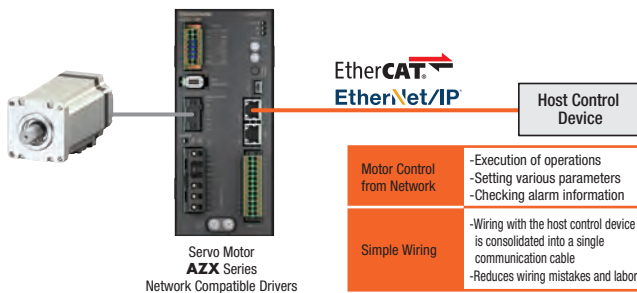 EtherCAT®
EtherNet/IP
Host Control
Device
Motor Control
from Network
-Execution of operations
-Setting various parameters
-Checking alarm information
Simple Wiring
-Wiring with the host control device
is consolidated into a single
communication cable
-Reduces wiring mistakes and labor
Servo Motor
AZX Series
Network Compatible Drivers